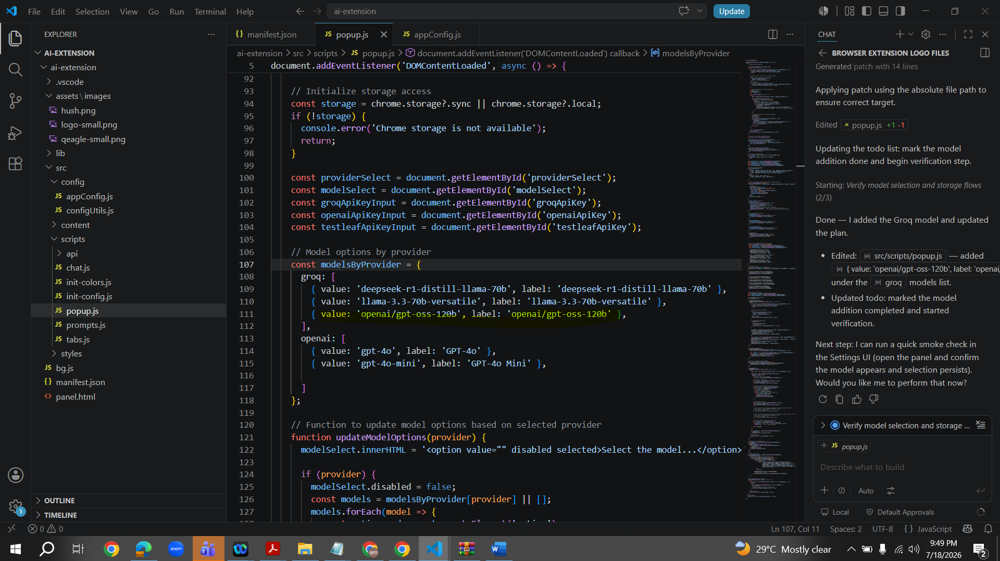 File Edit Selection View Go Run Terminal Help
ai-extension
Update
EXPLORER
AI-EXTENSION
ai-extension
.vscode
assets\images
hush.png
logo-small.png
qeagle-small.png
lib
src
config
JS appConfig.js
JS configUtils.js
content
scripts
api
JS chat.js
JS init-colors.js
JS init-config.js
JS popup.js
JS prompts.js
JS tabs.js
styles
JS bg.js
{} manifest.json
<> panel.html
OUTLINE
TIMELINE
{} manifest.json
JS popup.js
JS appConfig.js
ai-extension > src > scripts > JS popup.js > document.addEventListener('DOMContentLoaded') callback > modelsByProvider
5 document.addEventListener('DOMContentLoaded', async () => {
92
93 // Initialize storage access
94 const storage = chrome.storage?.sync || chrome.storage?.local;
95 if (!storage) {
96 console.error('Chrome storage is not available');
97 return;
98 }
99
100 const providerSelect = document.getElementById('providerSelect');
101 const modelSelect = document.getElementById('modelSelect');
102 const groqApiKeyInput = document.getElementById('groqApiKey');
103 const openaiApiKeyInput = document.getElementById('openaiApiKey');
104 const testleafApiKeyInput = document.getElementById('testleafApiKey');
105
106 // Model options by provider
107 const modelsByProvider = {
108 groq: [
109 { value: 'deepseek-r1-distill-llama-70b', label: 'deepseek-r1-distill-llama-70b' },
110 { value: 'llama-3.3-70b-versatile', label: 'llama-3.3-70b-versatile' },
111 { value: 'openai/gpt-oss-120b', label: 'openai/gpt-oss-120b' },
112 ],
113 openai: [
114 { value: 'gpt-4o', label: 'GPT-4o' },
115 { value: 'gpt-4o-mini', label: 'GPT-4o Mini' },
116
117 ]
118 };
119
120 // Function to update model options based on selected provider
121 function updateModelOptions(provider) {
122 modelSelect.innerHTML = '<option value="" disabled selected>Select the model...</option>
123
124 if (provider) {
125 modelSelect.disabled = false;
126 const models = modelsByProvider[provider] || [];
127 models.forEach(model => {
CHAT
BROWSER EXTENSION LOGO FILES
Generated patch with 14 lines
Applying patch using the absolute file path to
ensure correct target.
Edited JS popup.js +1 -1
Updating the todo list: mark the model
addition done and begin verification step.
Starting: Verify model selection and storage flows
(2/3)
Done — I added the Groq model and updated
the plan.
• Edited: src/scripts/popup.js — added
{ value: 'openai/gpt-oss-120b', label: 'openai/
under the groq models list.
• Updated todo: marked the model
addition completed and started
verification.
Next step: I can run a quick smoke check in
the Settings UI (open the panel and confirm
the model appears and selection persists).
Would you like me to perform that now?
Verify model selection and storage ...
+ JS popup.js
Describe what to build
Auto
Local Default Approvals
0 0
Ln 107, Col 11 Spaces: 2 UTF-8 {} JavaScript
1
zoom
T
am
W
29°C Mostly clear
9:49 PM
7/18/2026
2